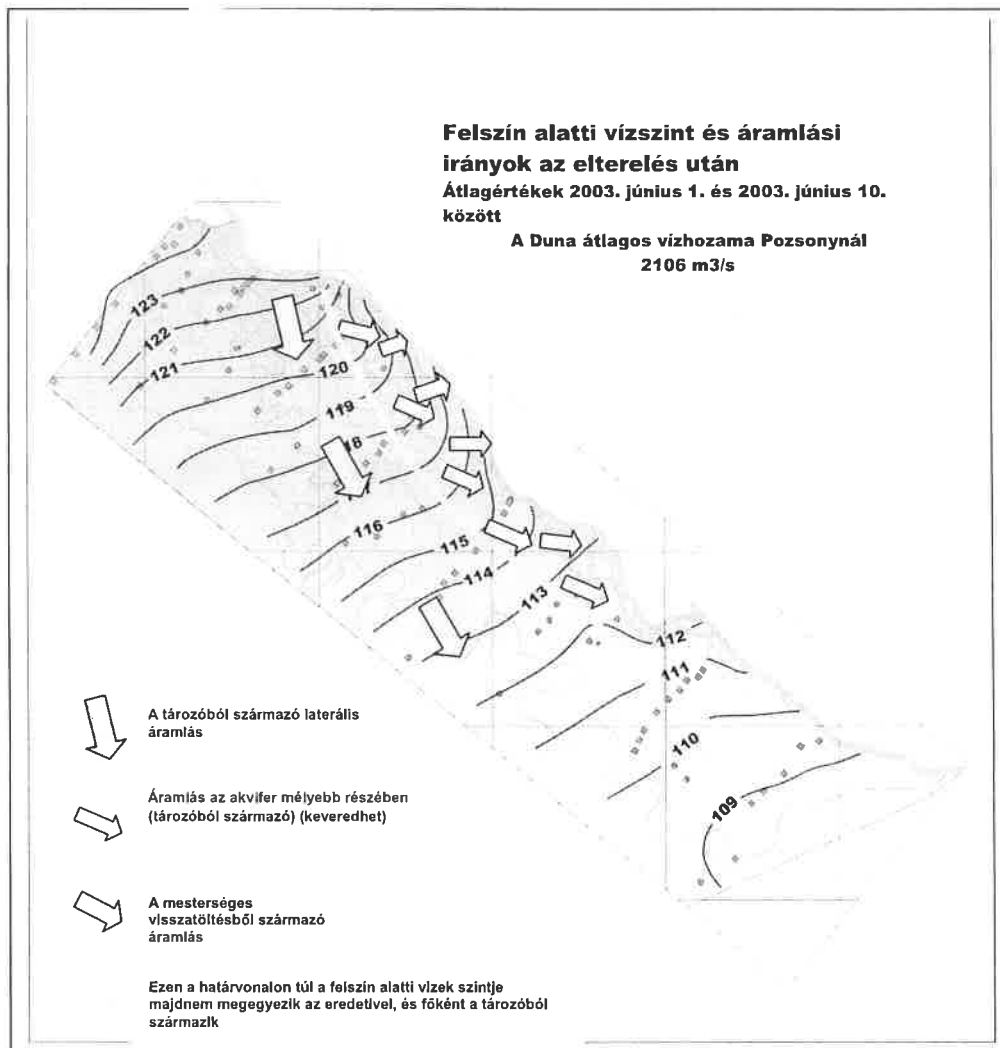 Felszín alatti vízszint és áramlási
irányok az elterelés után
Átlagértékek 2003. június 1. és 2003. június 10.
között
A Duna átlagos vízhozama Pozsonynál
2106 m3/s
123
122
121
120
119
18
116
115
114
113
112
111
110
109
A tározóból származó laterális
áramlás
Áramlás az akvifer mélyebb részében
(tározóból származó) (keveredhet)
A mesterséges
visszatöltésből származó
áramlás
Ezen a határvonalon túl a felszín alatti vizek szintje
majdnem megegyezik az eredetivel, és főként a tározóból
származik